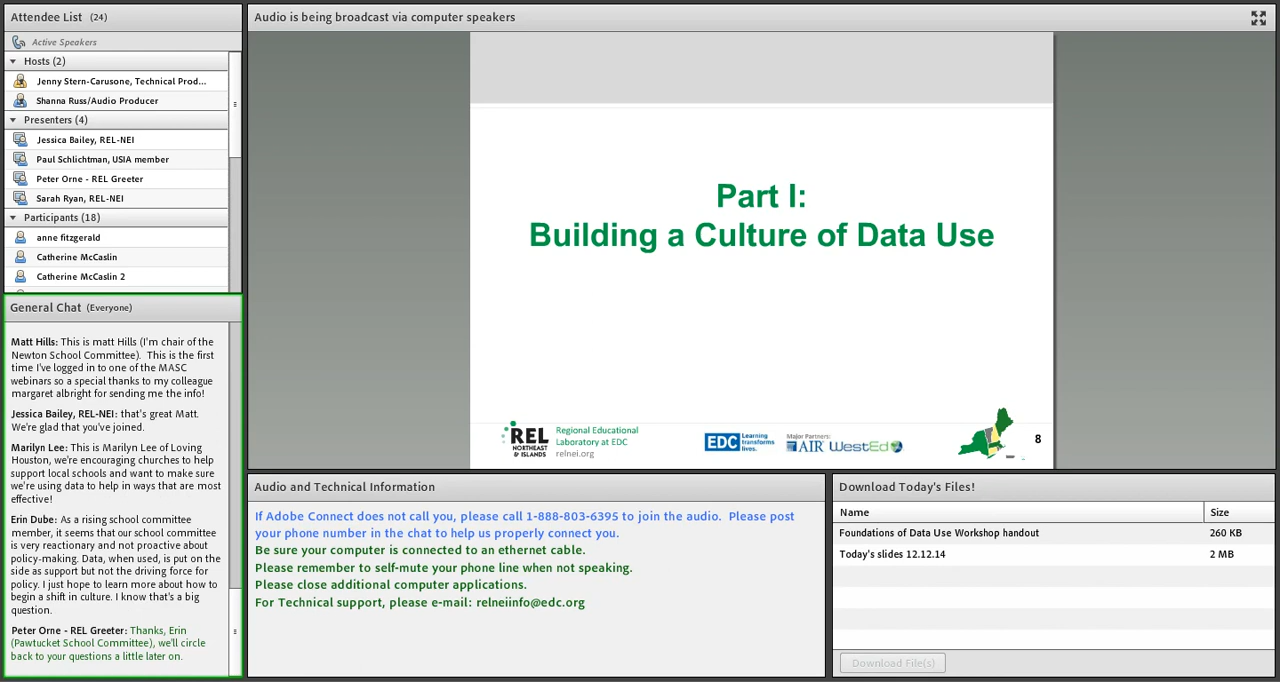 Attendee List (24)
Active Speakers
Hosts (2)
Jenny Stern-Carusone, Technical Prod...
Shanna Russ/Audio Producer
Presenters (4)
Jessica Bailey, REL-NEI
Paul Schlichtman, USIA member
Peter Orne - REL Greeter
Sarah Ryan, REL-NEI
Participants (18)
anne fitzgerald
Catherine McCaslin
Catherine McCaslin 2
General Chat (Everyone)
Matt Hills: This is matt Hills (I'm chair of the
Newton School Committee). This is the first
time I've logged in to one of the MASC
webinars so a special thanks to my colleague
margaret albright for sending me the info!
Jessica Bailey, REL-NEI: that's great Matt.
We're glad that you've joined.
Marilyn Lee: This is Marilyn Lee of Loving
Houston, we're encouraging churches to help
support local schools and want to make sure
we're using data to help in ways that are most
effective!
Erin Dube: As a rising school committee
member, it seems that our school committee
is very reactionary and not proactive about
policy-making. Data, when used, is put on the
side as support but not the driving force for
policy. I just hope to learn more about how to
begin a shift in culture. I know that's a big
question.
Peter Orne - REL Greeter: Thanks, Erin
(Pawtucket School Committee), we'll circle
back to your questions a little later on.
Audio is being broadcast via computer speakers
Part I:
Building a Culture of Data Use
REL
NORTHEAST
& ISLANDS
Regional Educational
Laboratory at EDC
relnei.org
EDC
Learning
transforms
lives.
Major Partners:
AIR WestEd
8
Audio and Technical Information
If Adobe Connect does not call you, please call 1-888-803-6395 to join the audio. Please post
your phone number in the chat to help us properly connect you.
Be sure your computer is connected to an ethernet cable.
Please remember to self-mute your phone line when not speaking.
Please close additional computer applications.
For Technical support, please e-mail: relneiinfo@edc.org
Download Today's Files!
Name Size
Foundations of Data Use Workshop handout 260 KB
Today's slides 12.12.14 2 MB
Download File(s)